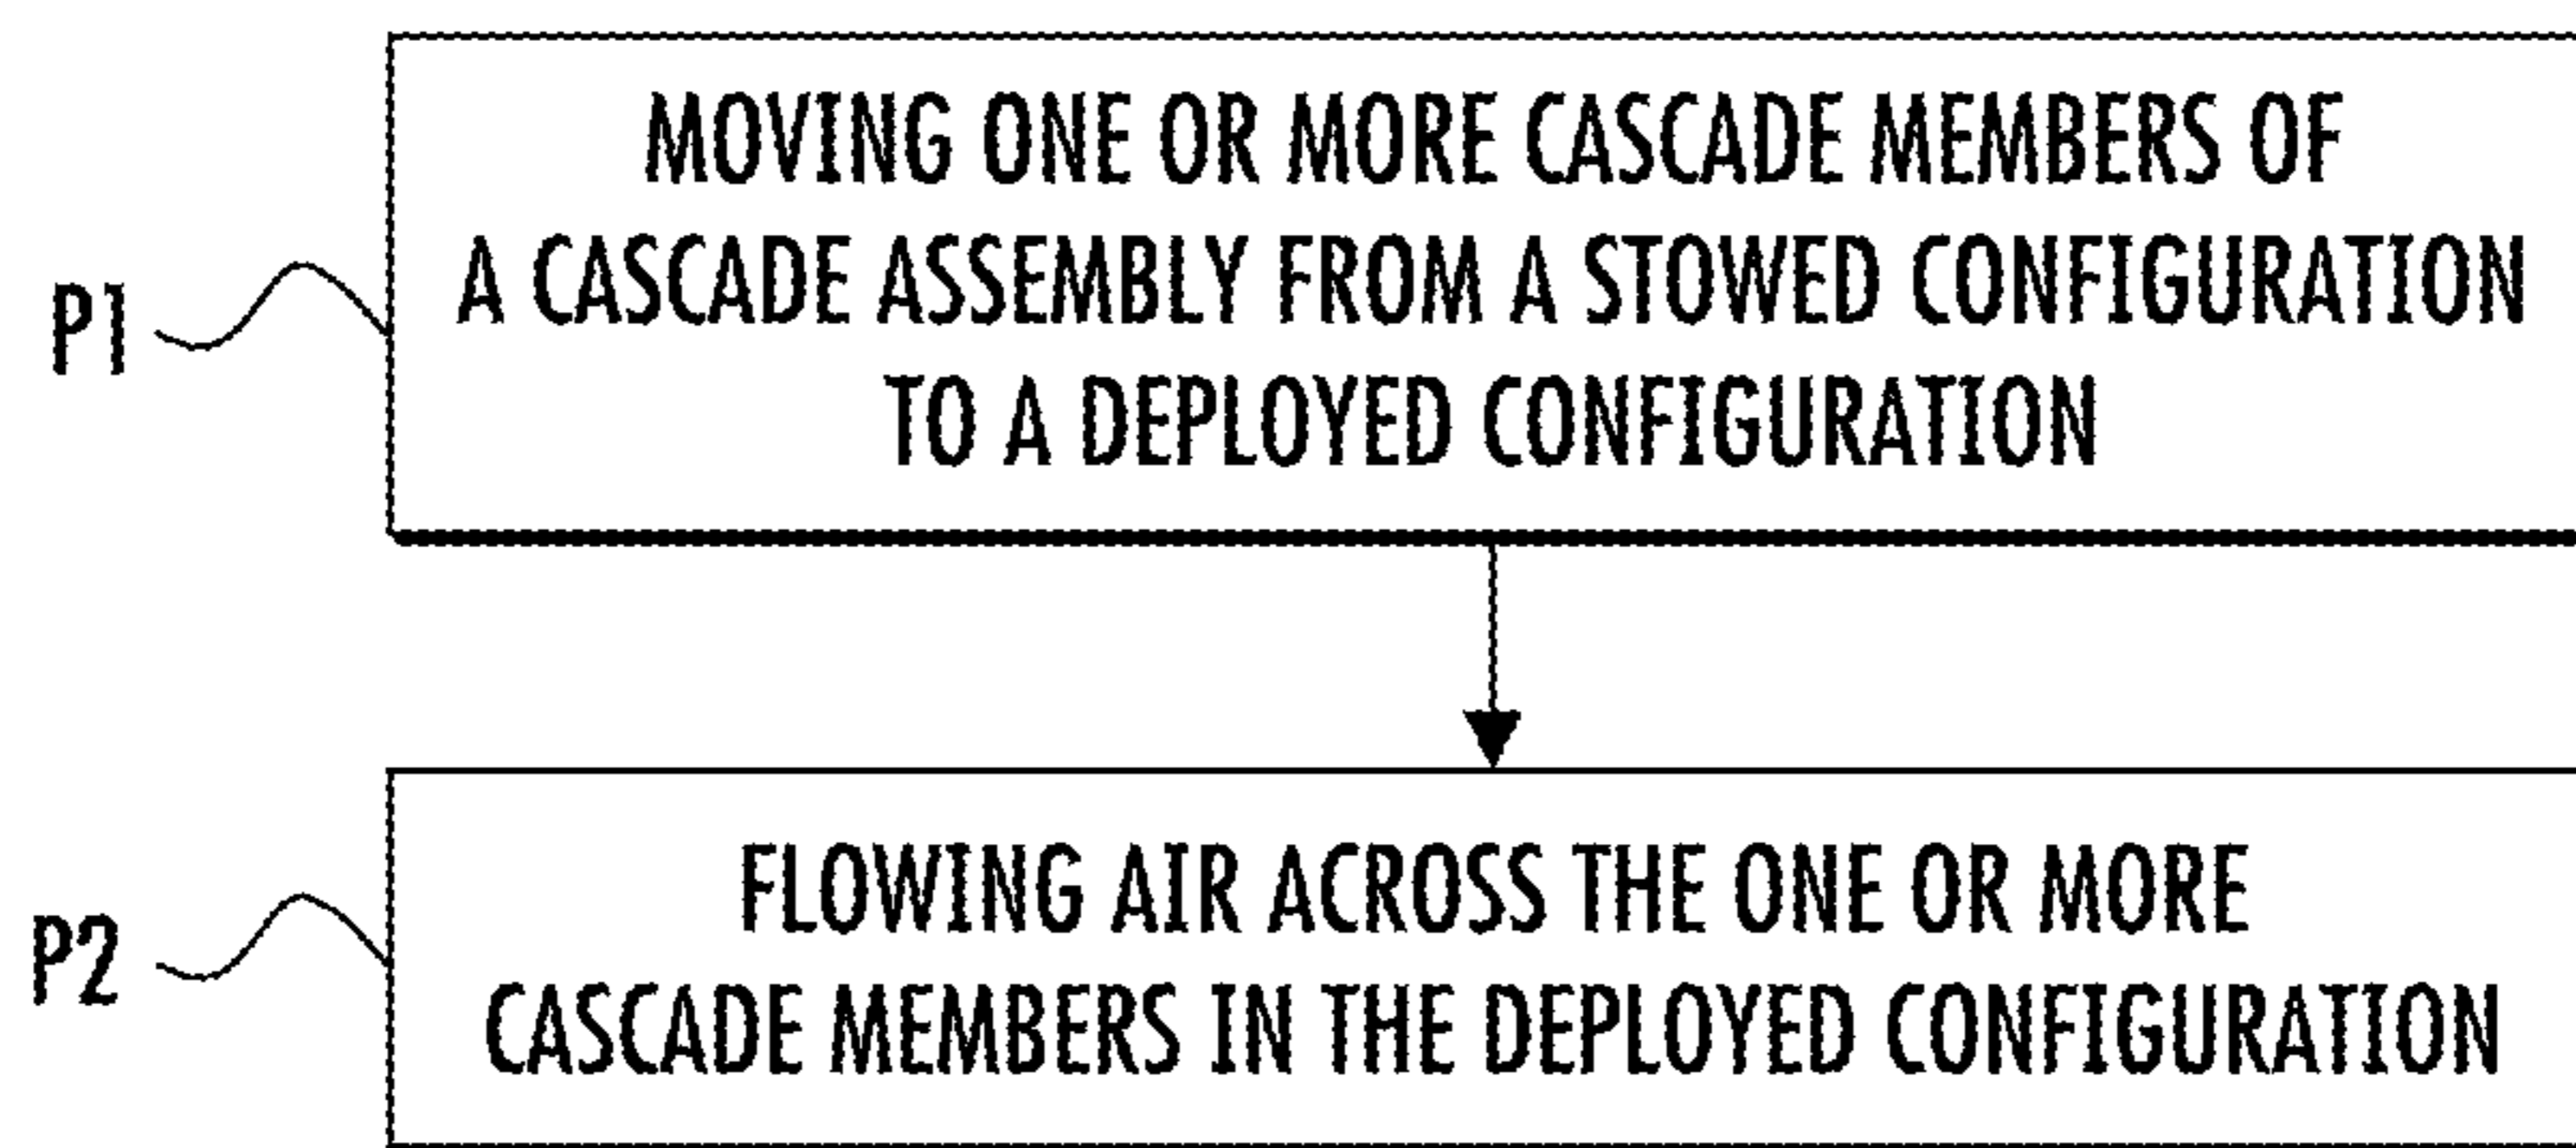 MOVING ONE OR MORE CASCADE MEMBERS OF
A CASCADE ASSEMBLY FROM A STOWED CONFIGURATION
TO A DEPLOYED CONFIGURATION
P1
FLOWING AIR ACROSS THE ONE OR MORE
CASCADE MEMBERS IN THE DEPLOYED CONFIGURATION
P2